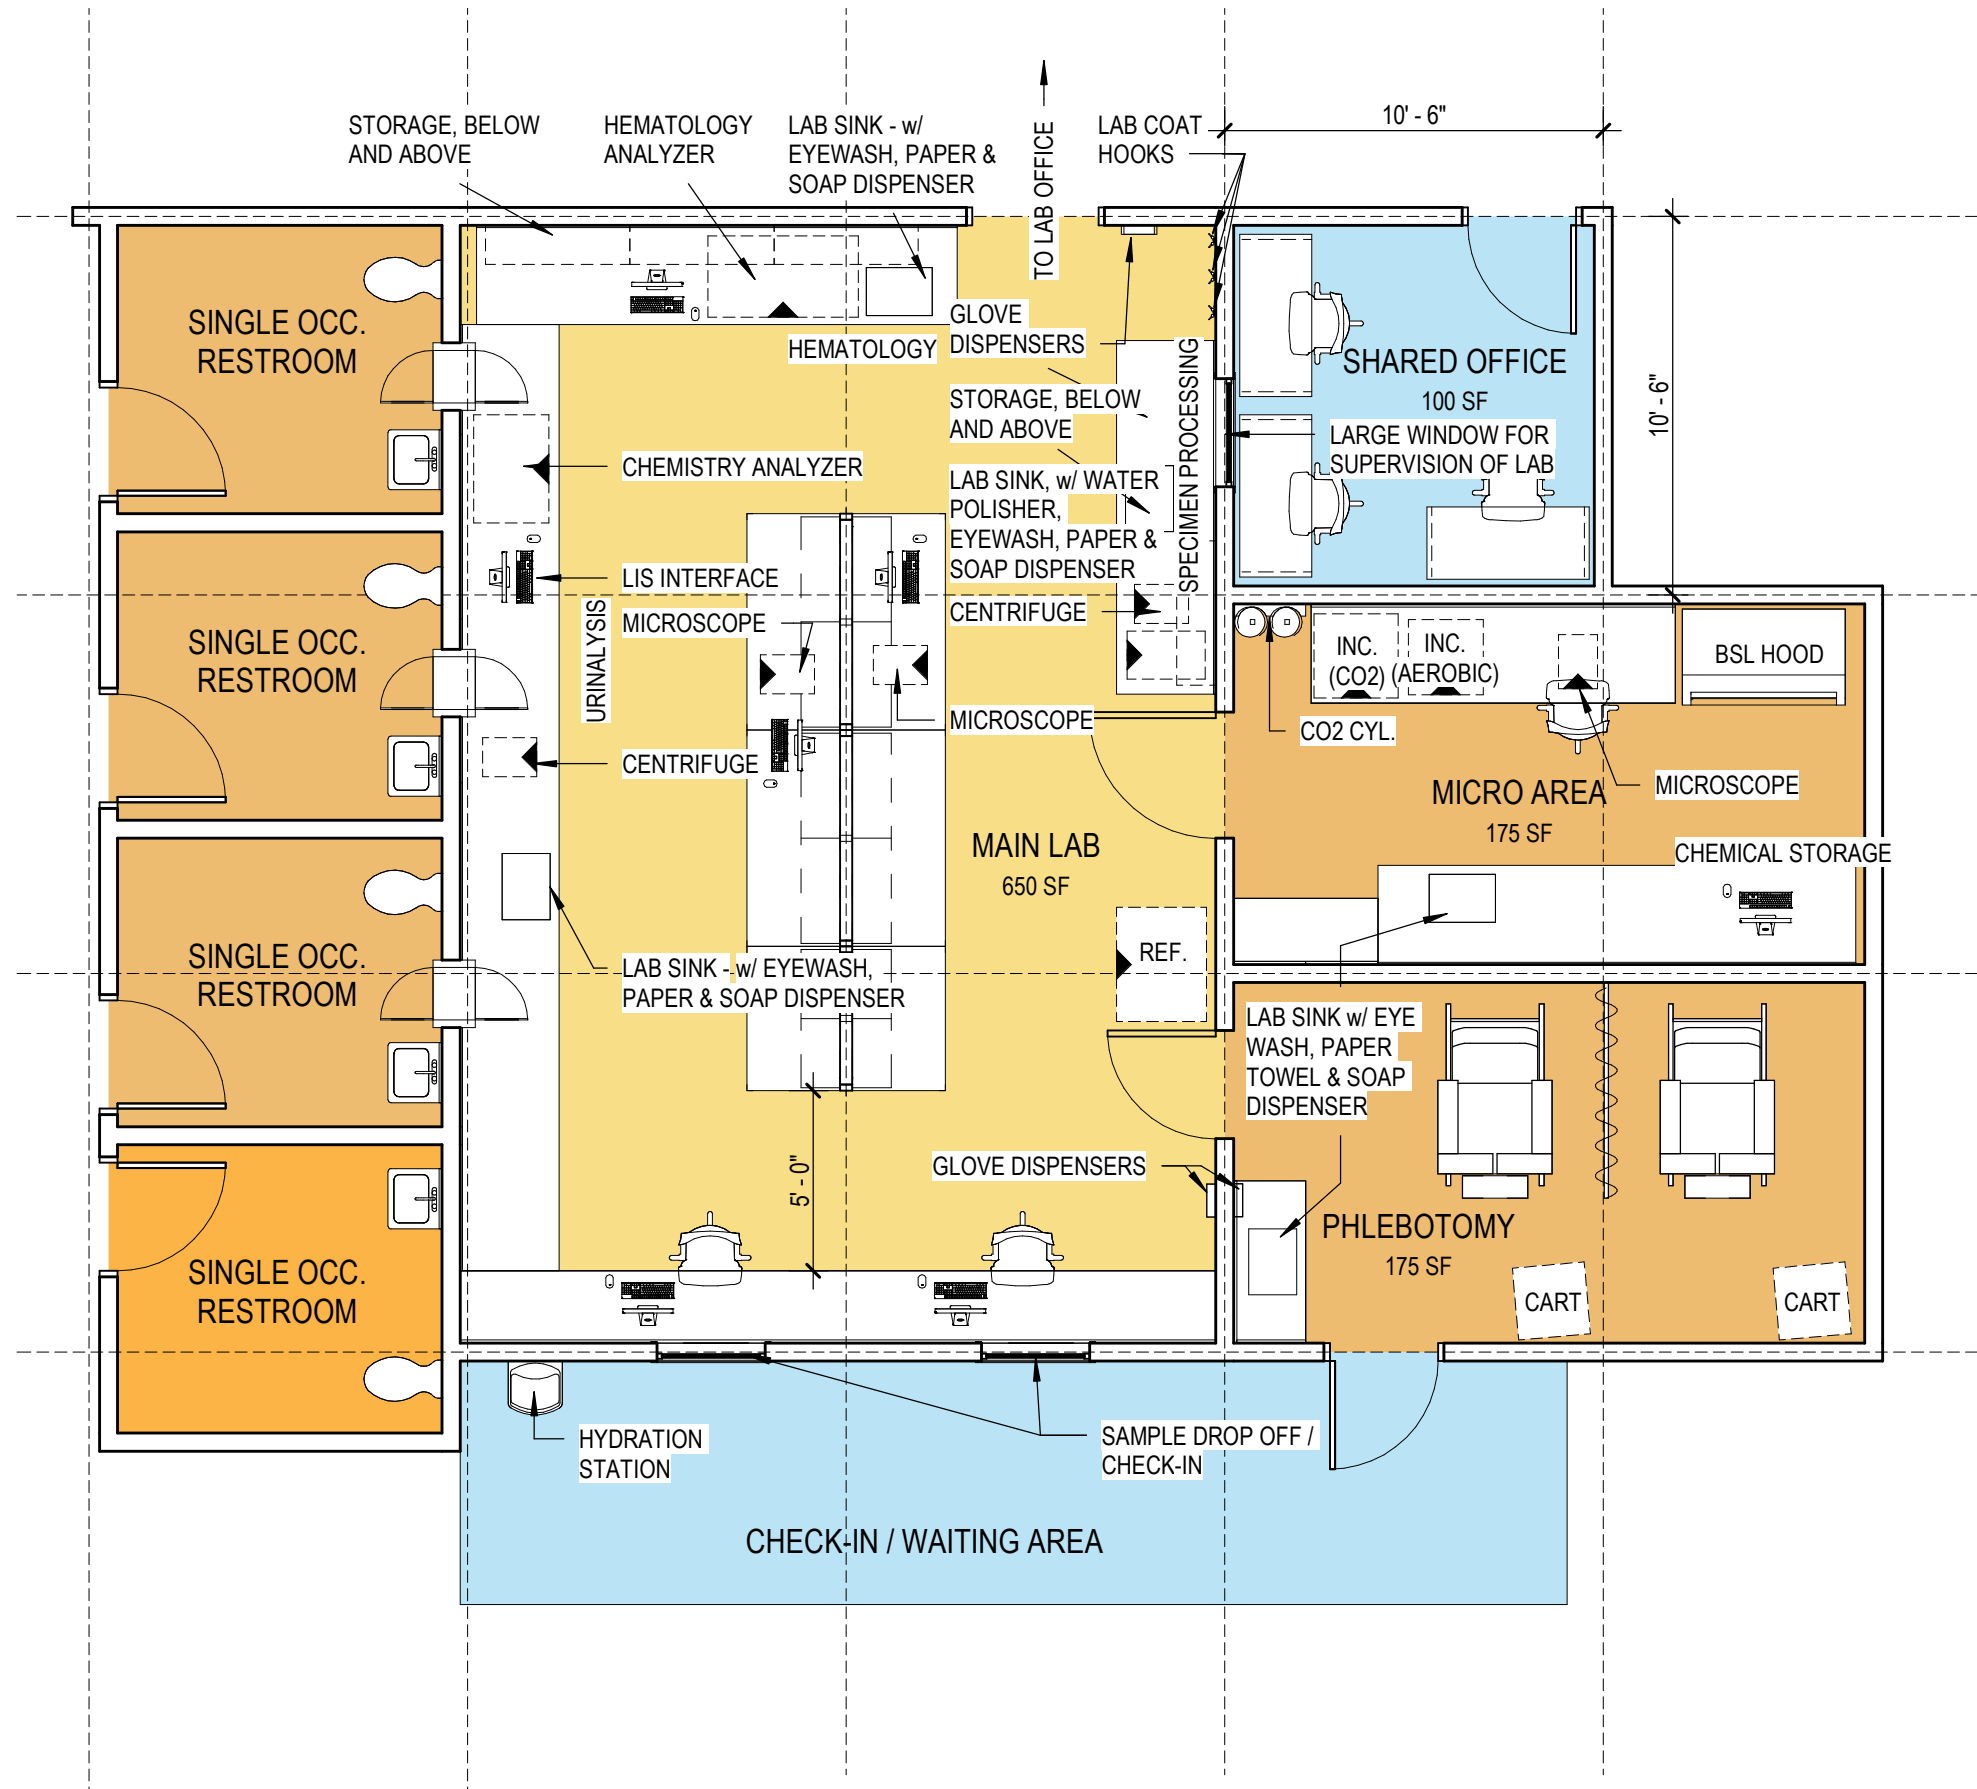 STORAGE, BELOW
AND ABOVE
HEMATOLOGY
ANALYZER
LAB SINK - w/
EYEWASH, PAPER &
SOAP DISPENSER
TO LAB OFFICE
LAB COAT
HOOKS
10' - 6"
10' - 6"
SINGLE OCC.
RESTROOM
HEMATOLOGY
GLOVE
DISPENSERS
STORAGE, BELOW
AND ABOVE
SPECIMEN PROCESSING
SHARED OFFICE
100 SF
LARGE WINDOW FOR
SUPERVISION OF LAB
CHEMISTRY ANALYZER
LAB SINK, w/ WATER
POLISHER,
EYEWASH, PAPER &
SOAP DISPENSER
LIS INTERFACE
URINALYSIS
MICROSCOPE
CENTRIFUGE
SINGLE OCC.
RESTROOM
INC.
(CO2)
INC.
(AEROBIC)
BSL HOOD
MICROSCOPE
CO2 CYL.
CENTRIFUGE
MICRO AREA
175 SF
MICROSCOPE
MAIN LAB
650 SF
CHEMICAL STORAGE
SINGLE OCC.
RESTROOM
REF.
LAB SINK - w/ EYEWASH,
PAPER & SOAP DISPENSER
LAB SINK w/ EYE
WASH, PAPER
TOWEL & SOAP
DISPENSER
5' - 0"
GLOVE DISPENSERS
PHLEBOTOMY
175 SF
SINGLE OCC.
RESTROOM
CART
CART
HYDRATION
STATION
SAMPLE DROP OFF /
CHECK-IN
CHECK-IN / WAITING AREA